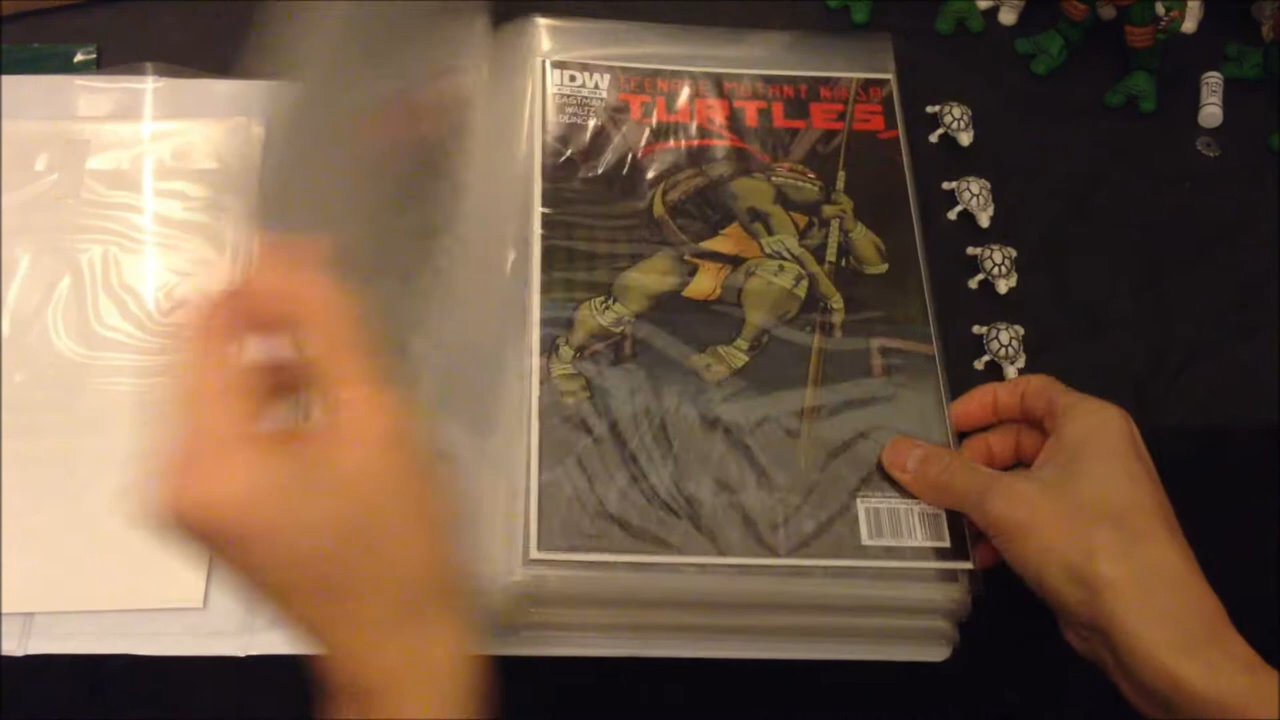 IDW
EASTMAN
WALTZ
DUNCAN
TEENAGE MUTANT NINJA
TURTLES